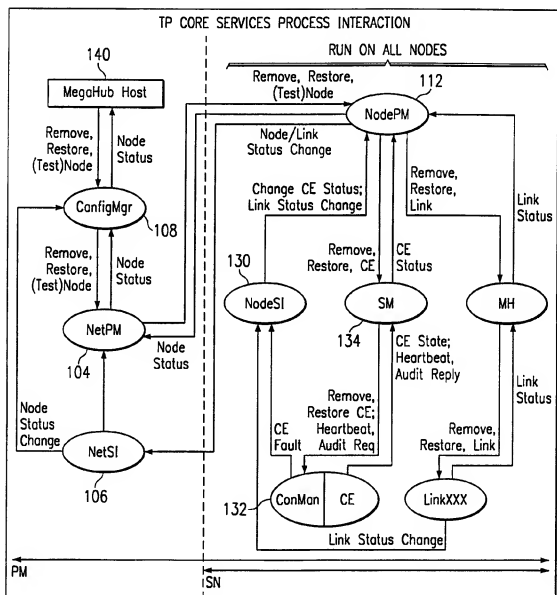 TP CORE SERVICES PROCESS INTERACTION
RUN ON ALL NODES
140
MegaHub Host
Remove,
Restore,
(Test)Node
Node
Status
ConfigMgr
108
Remove,
Restore,
(Test)Node
Node
Status
NetPM
104
Node
Status
Change
NetSI
106
Remove, Restore,
(Test)Node
112
NodePM
Node/Link
Status Change
Node
Status
Change CE Status;
Link Status Change
Remove,
Restore,
Link
Link
Status
130
NodeSI
Remove,
Restore, CE
CE
Status
SM
134
MH
CE State;
Heartbeat,
Audit Reply
Link
Status
Remove,
Restore CE;
Heartbeat,
Audit Req
CE
Fault
Remove,
Restore, Link
132
ConMan
CE
LinkXXX
Link Status Change
PM
SN